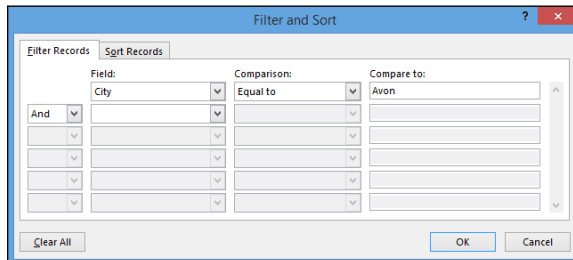 Filter and Sort ? ×
Filter Records Sort Records
Field: Comparison: Compare to:
City Equal to Avon
And
Clear All OK Cancel